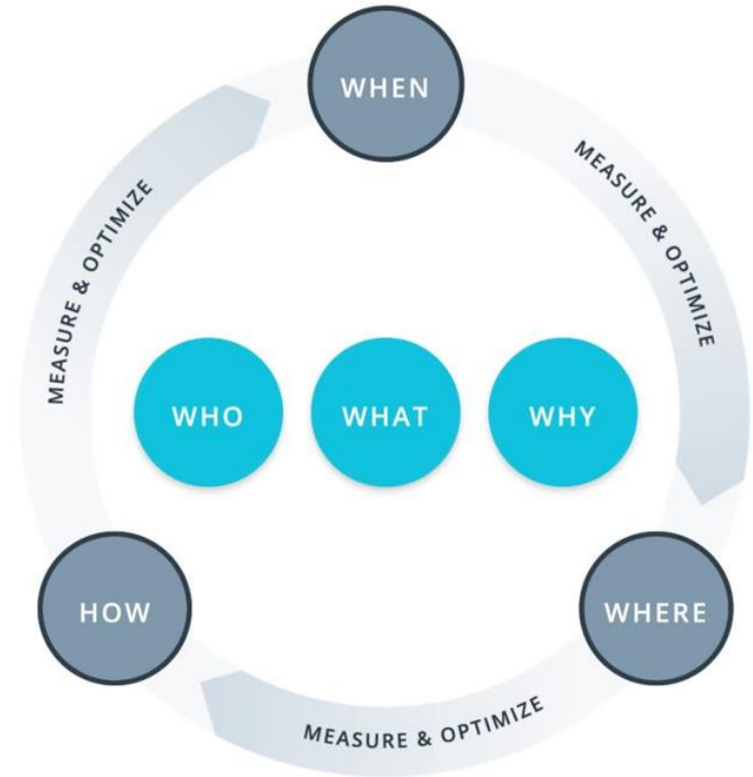 WHEN
MEASURE & OPTIMIZE
MEASURE & OPTIMIZE
WHO
WHAT
WHY
HOW
WHERE
MEASURE & OPTIMIZE